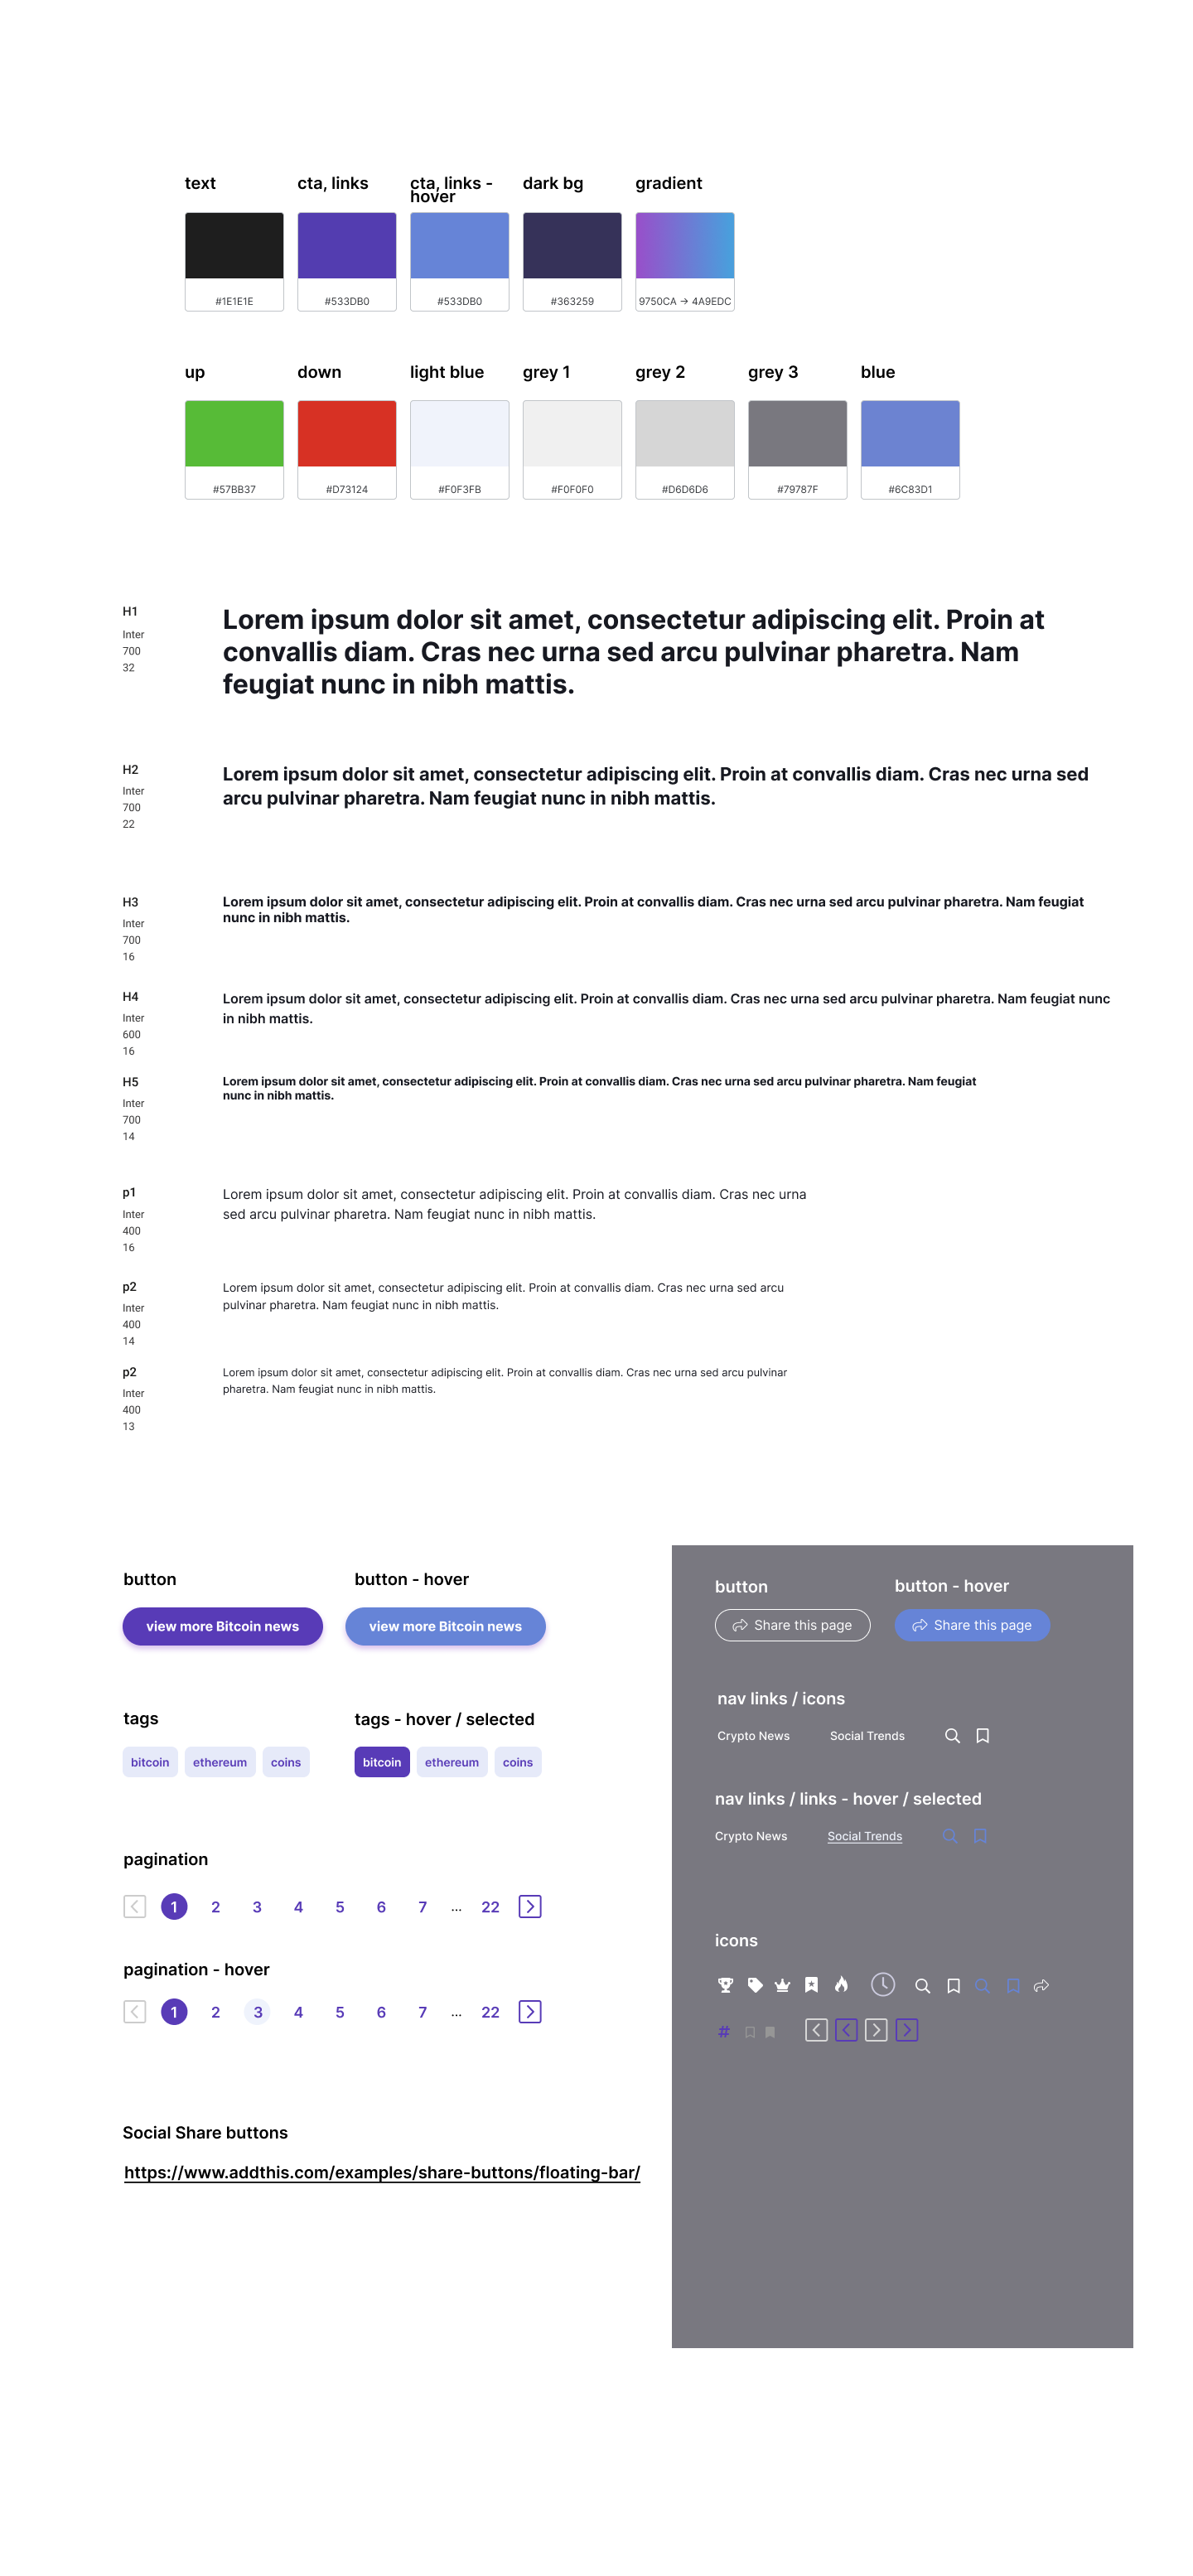 text
cta, links
cta, links -
hover
dark bg
gradient
#1E1E1E
#533DB0
#533DB0
#363259
9750CA → 4A9EDC
up
down
light blue
grey 1
grey 2
grey 3
blue
#57BB37
#D73124
#F0F3FB
#F0F0F0
#D6D6D6
#79787F
#6C83D1
H1
Inter
700
32
Lorem ipsum dolor sit amet, consectetur adipiscing elit. Proin at
convallis diam. Cras nec urna sed arcu pulvinar pharetra. Nam
feugiat nunc in nibh mattis.
H2
Inter
700
22
Lorem ipsum dolor sit amet, consectetur adipiscing elit. Proin at convallis diam. Cras nec urna sed
arcu pulvinar pharetra. Nam feugiat nunc in nibh mattis.
H3
Inter
700
16
Lorem ipsum dolor sit amet, consectetur adipiscing elit. Proin at convallis diam. Cras nec urna sed arcu pulvinar pharetra. Nam feugiat
nunc in nibh mattis.
H4
Inter
600
16
Lorem ipsum dolor sit amet, consectetur adipiscing elit. Proin at convallis diam. Cras nec urna sed arcu pulvinar pharetra. Nam feugiat nunc
in nibh mattis.
H5
Inter
700
14
Lorem ipsum dolor sit amet, consectetur adipiscing elit. Proin at convallis diam. Cras nec urna sed arcu pulvinar pharetra. Nam feugiat
nunc in nibh mattis.
p1
Inter
400
16
Lorem ipsum dolor sit amet, consectetur adipiscing elit. Proin at convallis diam. Cras nec urna
sed arcu pulvinar pharetra. Nam feugiat nunc in nibh mattis.
p2
Inter
400
14
Lorem ipsum dolor sit amet, consectetur adipiscing elit. Proin at convallis diam. Cras nec urna sed arcu
pulvinar pharetra. Nam feugiat nunc in nibh mattis.
p2
Inter
400
13
Lorem ipsum dolor sit amet, consectetur adipiscing elit. Proin at convallis diam. Cras nec urna sed arcu pulvinar
pharetra. Nam feugiat nunc in nibh mattis.
button
button - hover
view more Bitcoin news
view more Bitcoin news
tags
tags - hover / selected
bitcoin ethereum coins
bitcoin ethereum coins
pagination
1 2 3 4 5 6 7 ... 22
pagination - hover
1 2 3 4 5 6 7 ... 22
Social Share buttons
https://www.addthis.com/examples/share-buttons/floating-bar/
button
button - hover
Share this page
Share this page
nav links / icons
Crypto News
Social Trends
nav links / links - hover / selected
Crypto News
Social Trends
icons
#